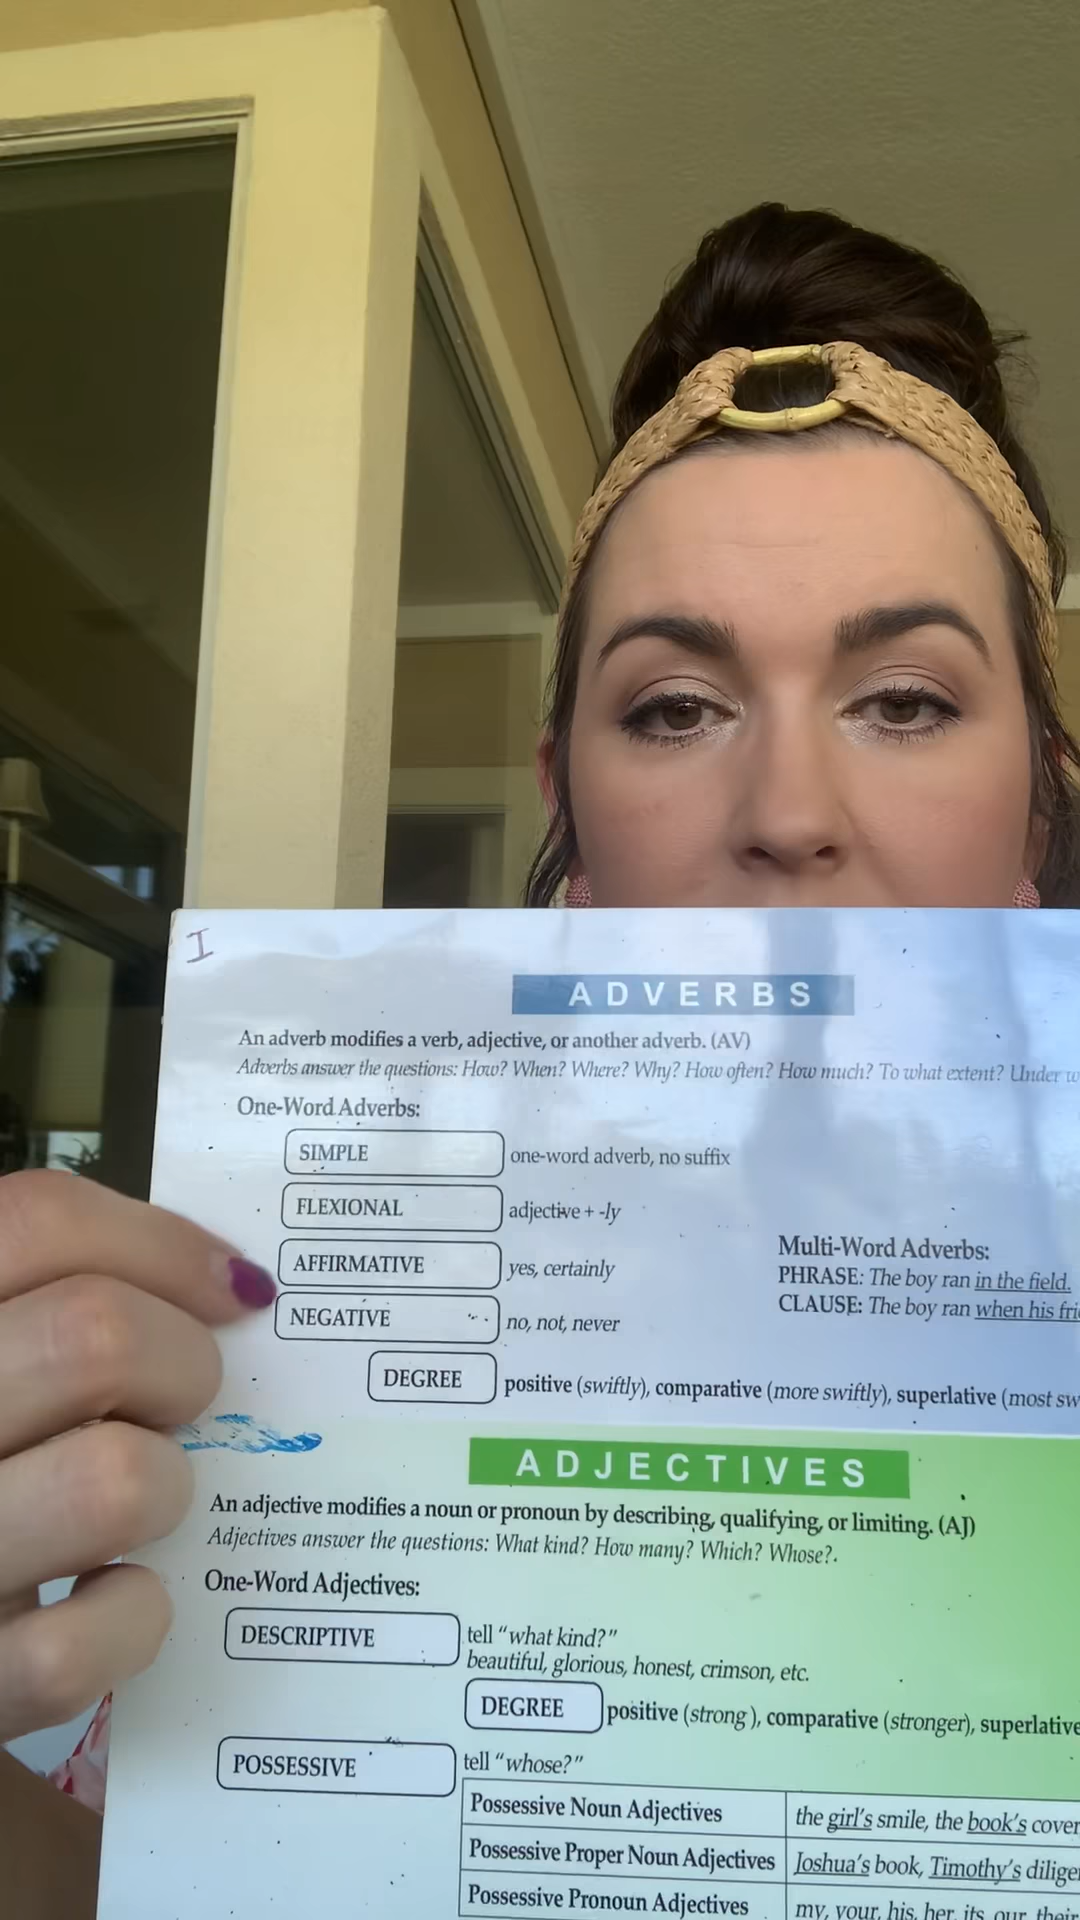 I
ADVERBS
An adverb modifies a verb, adjective, or another adverb. (AV)
Adverbs answer the questions: How? When? Where? Why? How often? How much? To what extent? Under
One-Word Adverbs:
SIMPLE one-word adverb, no suffix
FLEXIONAL adjective + -ly
AFFIRMATIVE yes, certainly
NEGATIVE no, not, never
Multi-Word Adverbs:
PHRASE: The boy ran in the field.
CLAUSE: The boy ran when his
DEGREE positive (swiftly), comparative (more swiftly), superlative (most
ADJECTIVES
An adjective modifies a noun or pronoun by describing, qualifying, or limiting. (AJ)
Adjectives answer the questions: What kind? How many? Which? Whose?.
One-Word Adjectives:
DESCRIPTIVE tell "what kind?"
beautiful, glorious, honest, crimson, etc.
DEGREE positive (strong), comparative (stronger), superlative
POSSESSIVE tell "whose?"
Possessive Noun Adjectives the girl's smile, the book's cover
Possessive Proper Noun Adjectives Joshua's book, Timothy's
Possessive Pronoun Adjectives my, your, his, her, its, our, their